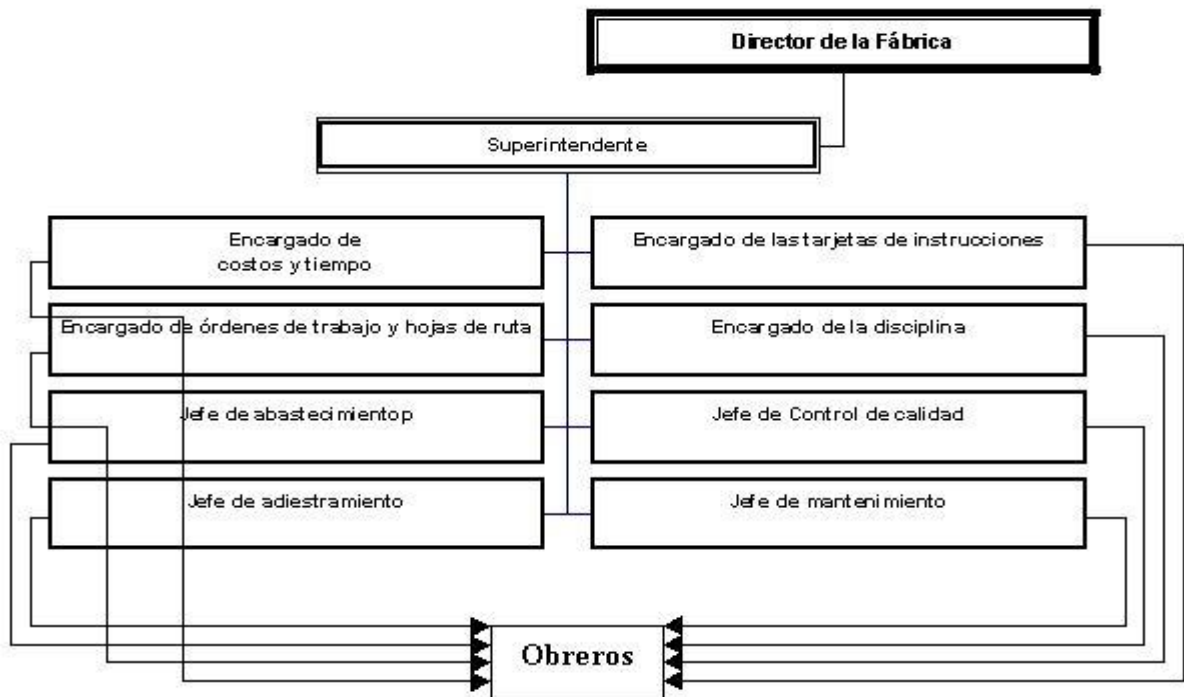 Director de la Fábrica
Superintendente
Encargado de
costos y tiempo
Encargado de las tarjetas de instrucciones
Encargado de órdenes de trabajo y hojas de ruta
Encargado de la disciplina
Jefe de abastecimientop
Jefe de Control de calidad
Jefe de adiestramiento
Jefe de mantenimiento
Obreros